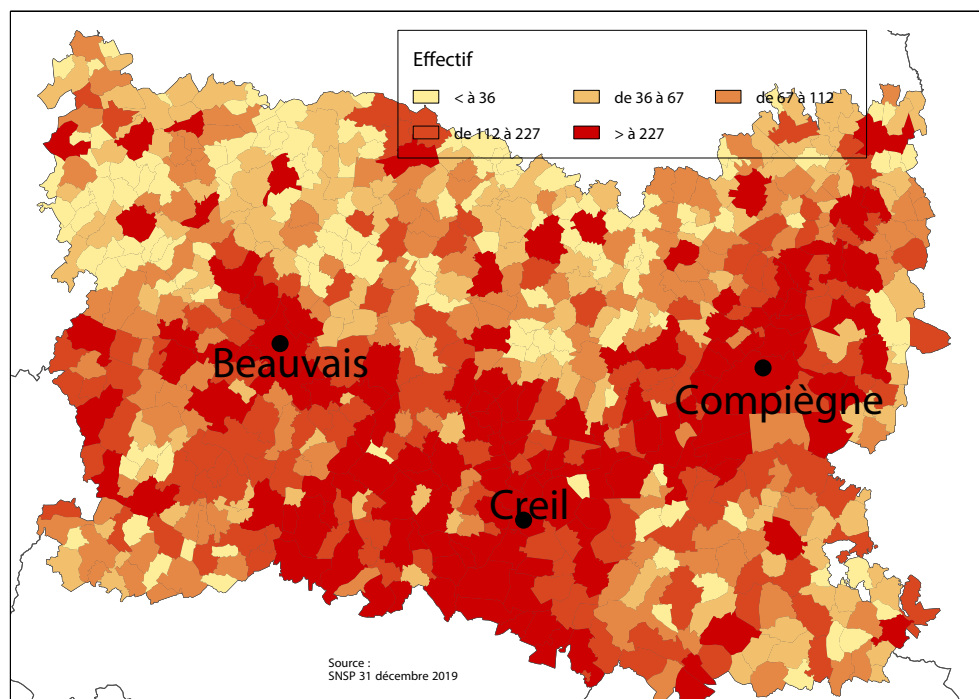 Effectif
< à 36
de 36 à 67
de 67 à 112
de 112 à 227
> à 227
Beauvais
Compiègne
Creil
Source :
SNSP 31 décembre 2019